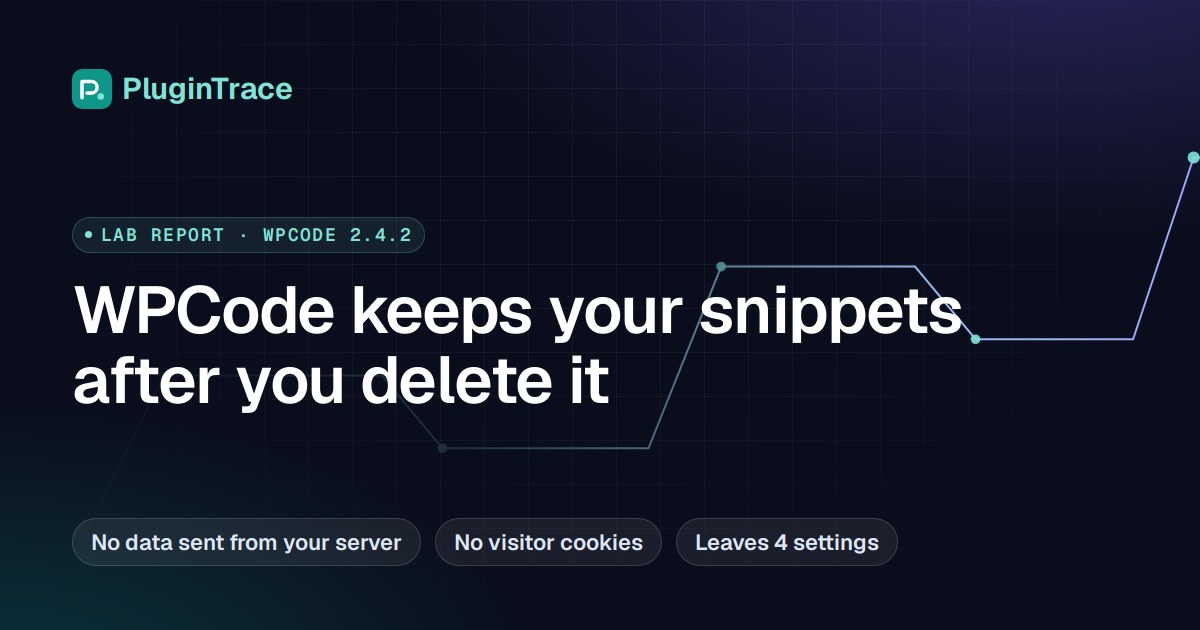 PluginTrace
LAB REPORT · WPCODE 2.4.2
WPCode keeps your snippets
after you delete it
No data sent from your server
No visitor cookies
Leaves 4 settings